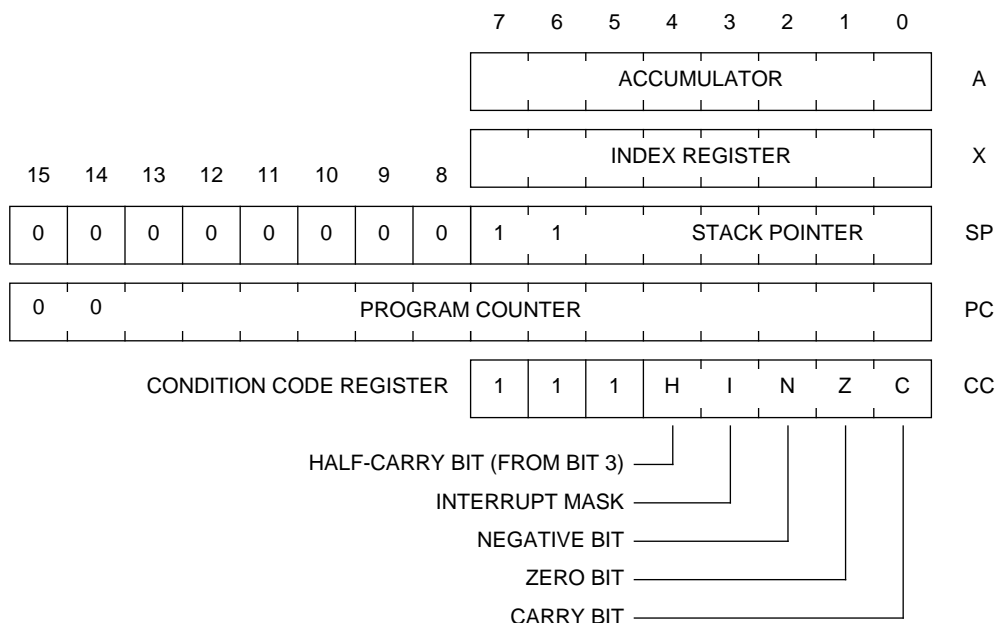 7 6 5 4 3 2 1 0
ACCUMULATOR A
INDEX REGISTER X
15 14 13 12 11 10 9 8
0 0 0 0 0 0 0 0 1 1 STACK POINTER SP
0 0 PROGRAM COUNTER PC
CONDITION CODE REGISTER 1 1 1 H I N Z C CC
HALF-CARRY BIT (FROM BIT 3)
INTERRUPT MASK
NEGATIVE BIT
ZERO BIT
CARRY BIT